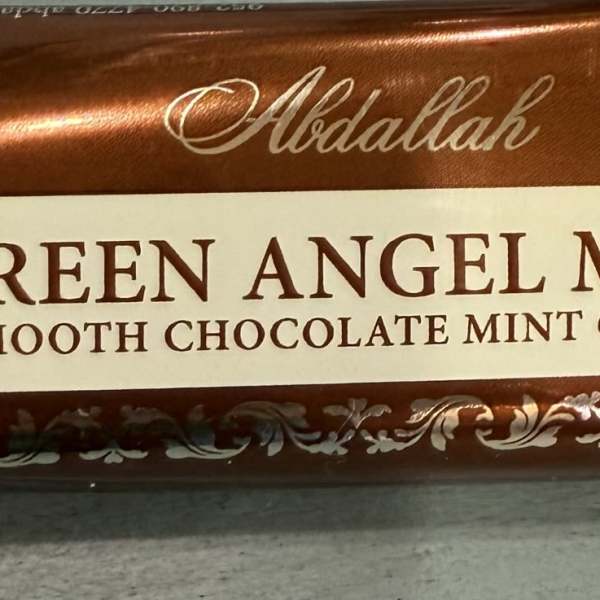 Abdallah
REEN ANGEL M
MOOTH CHOCOLATE MINT